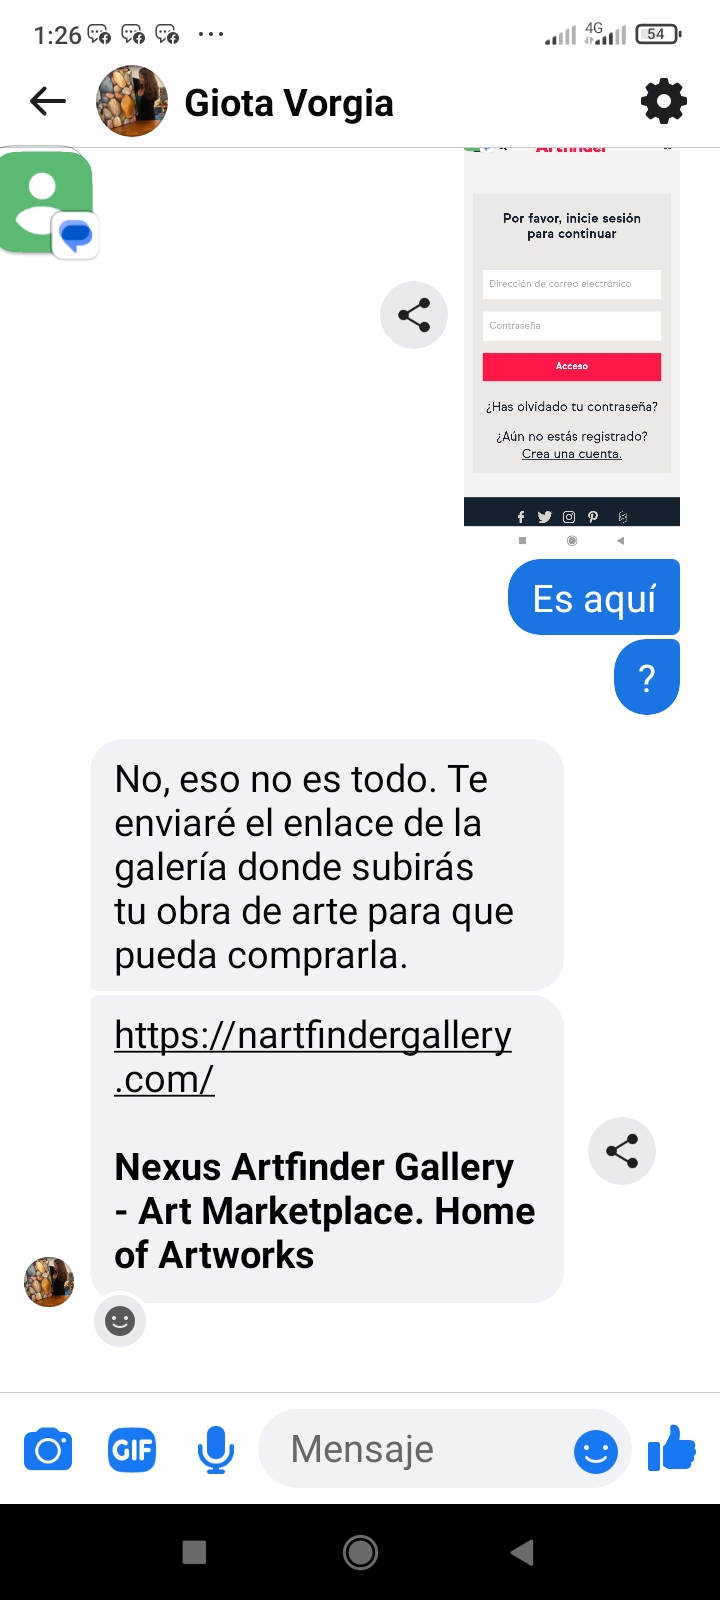 1:26
4G
54
Giota Vorgia
Por favor, inicie sesión
para continuar
Dirección de correo electrónico
Contraseña
Acceso
¿Has olvidado tu contraseña?
¿Aún no estás registrado?
Crea una cuenta.
Es aquí
?
No, eso no es todo. Te
enviaré el enlace de la
galería donde subirás
tu obra de arte para que
pueda comprarla.
https://nartfindergallery
.com/
Nexus Artfinder Gallery
- Art Marketplace. Home
of Artworks
GIF
Mensaje